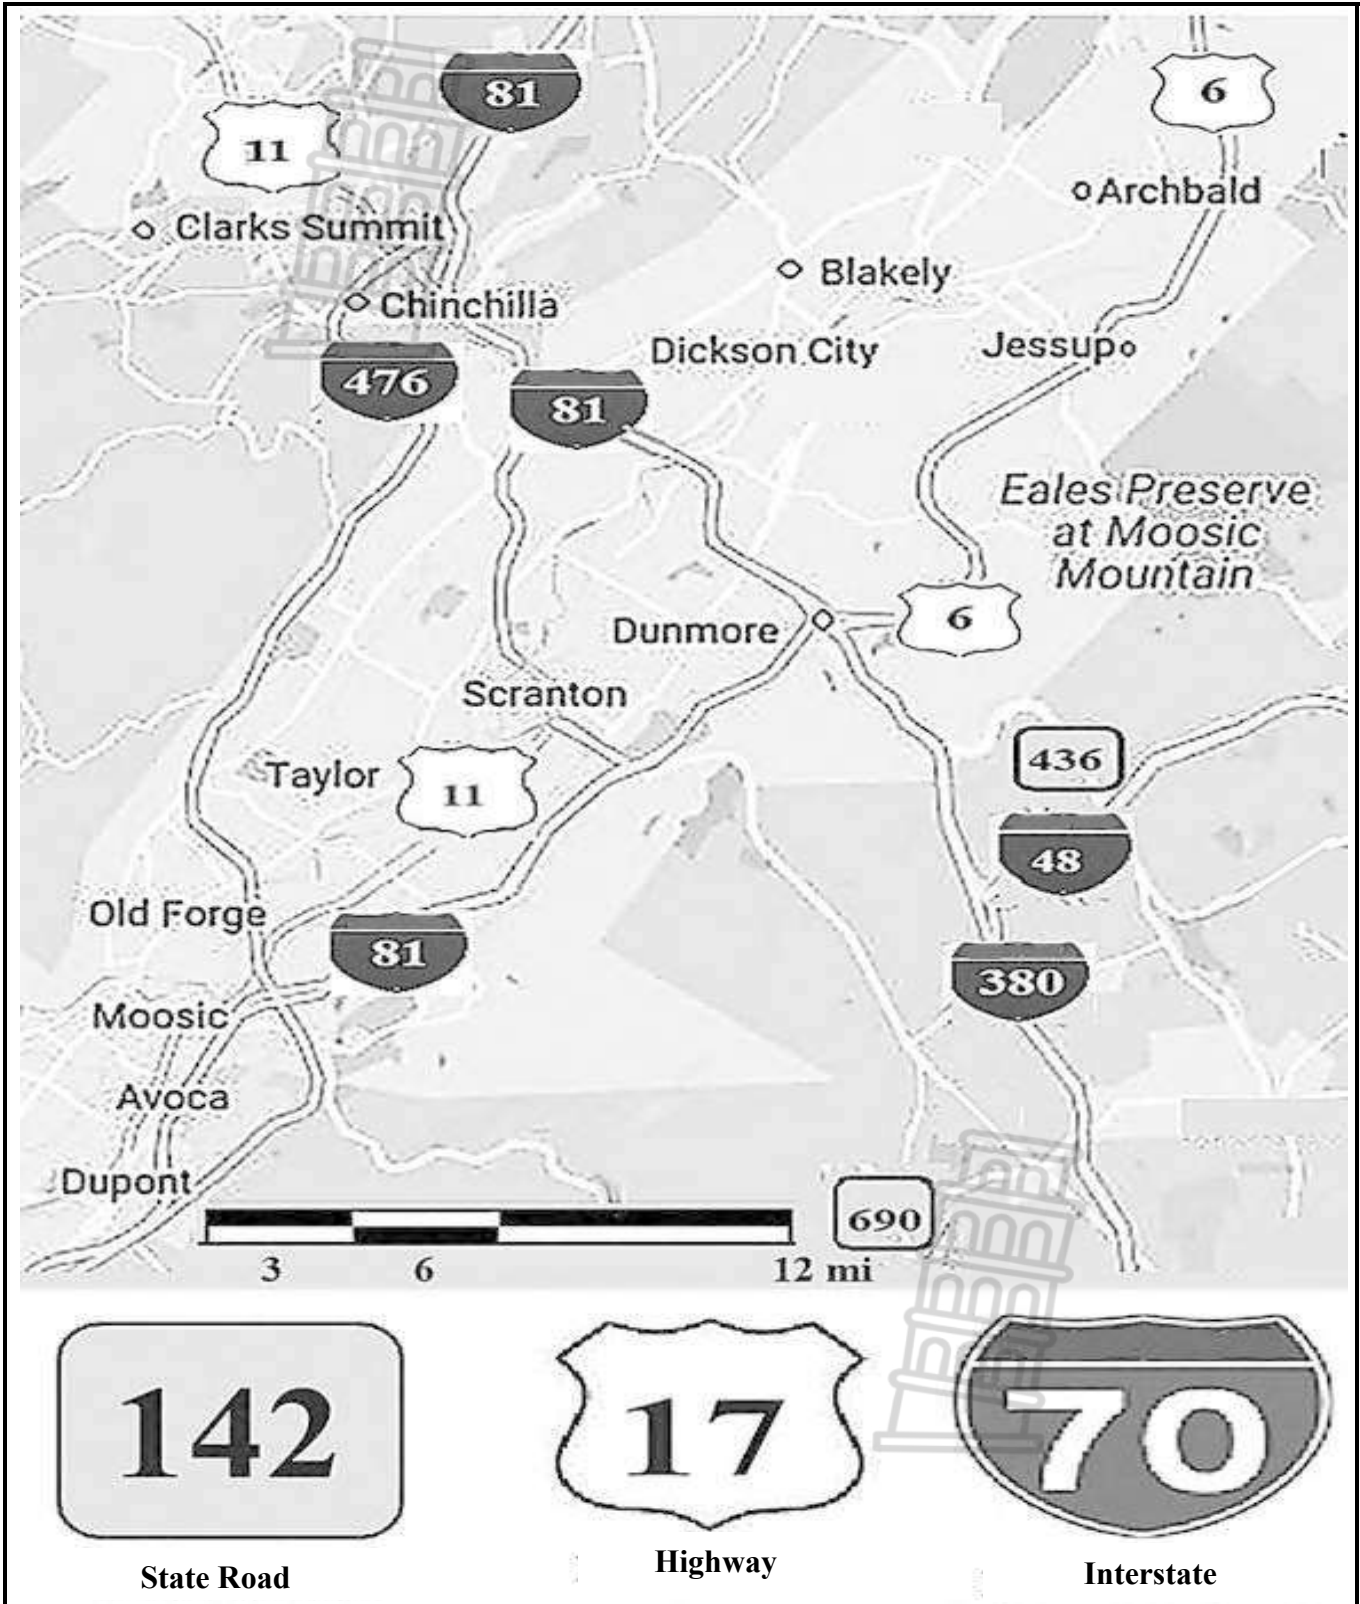 81
6
11
Archbald
Clarks Summit
Blakely
Chinchilla
Dickson City
Jessup
476
81
Eales Preserve
at Moosic
Mountain
6
Dunmore
Scranton
436
Taylor
11
48
Old Forge
81
380
Moosic
Avoca
Dupont
690
3 6 12 mi
142 17 70
State Road Highway Interstate